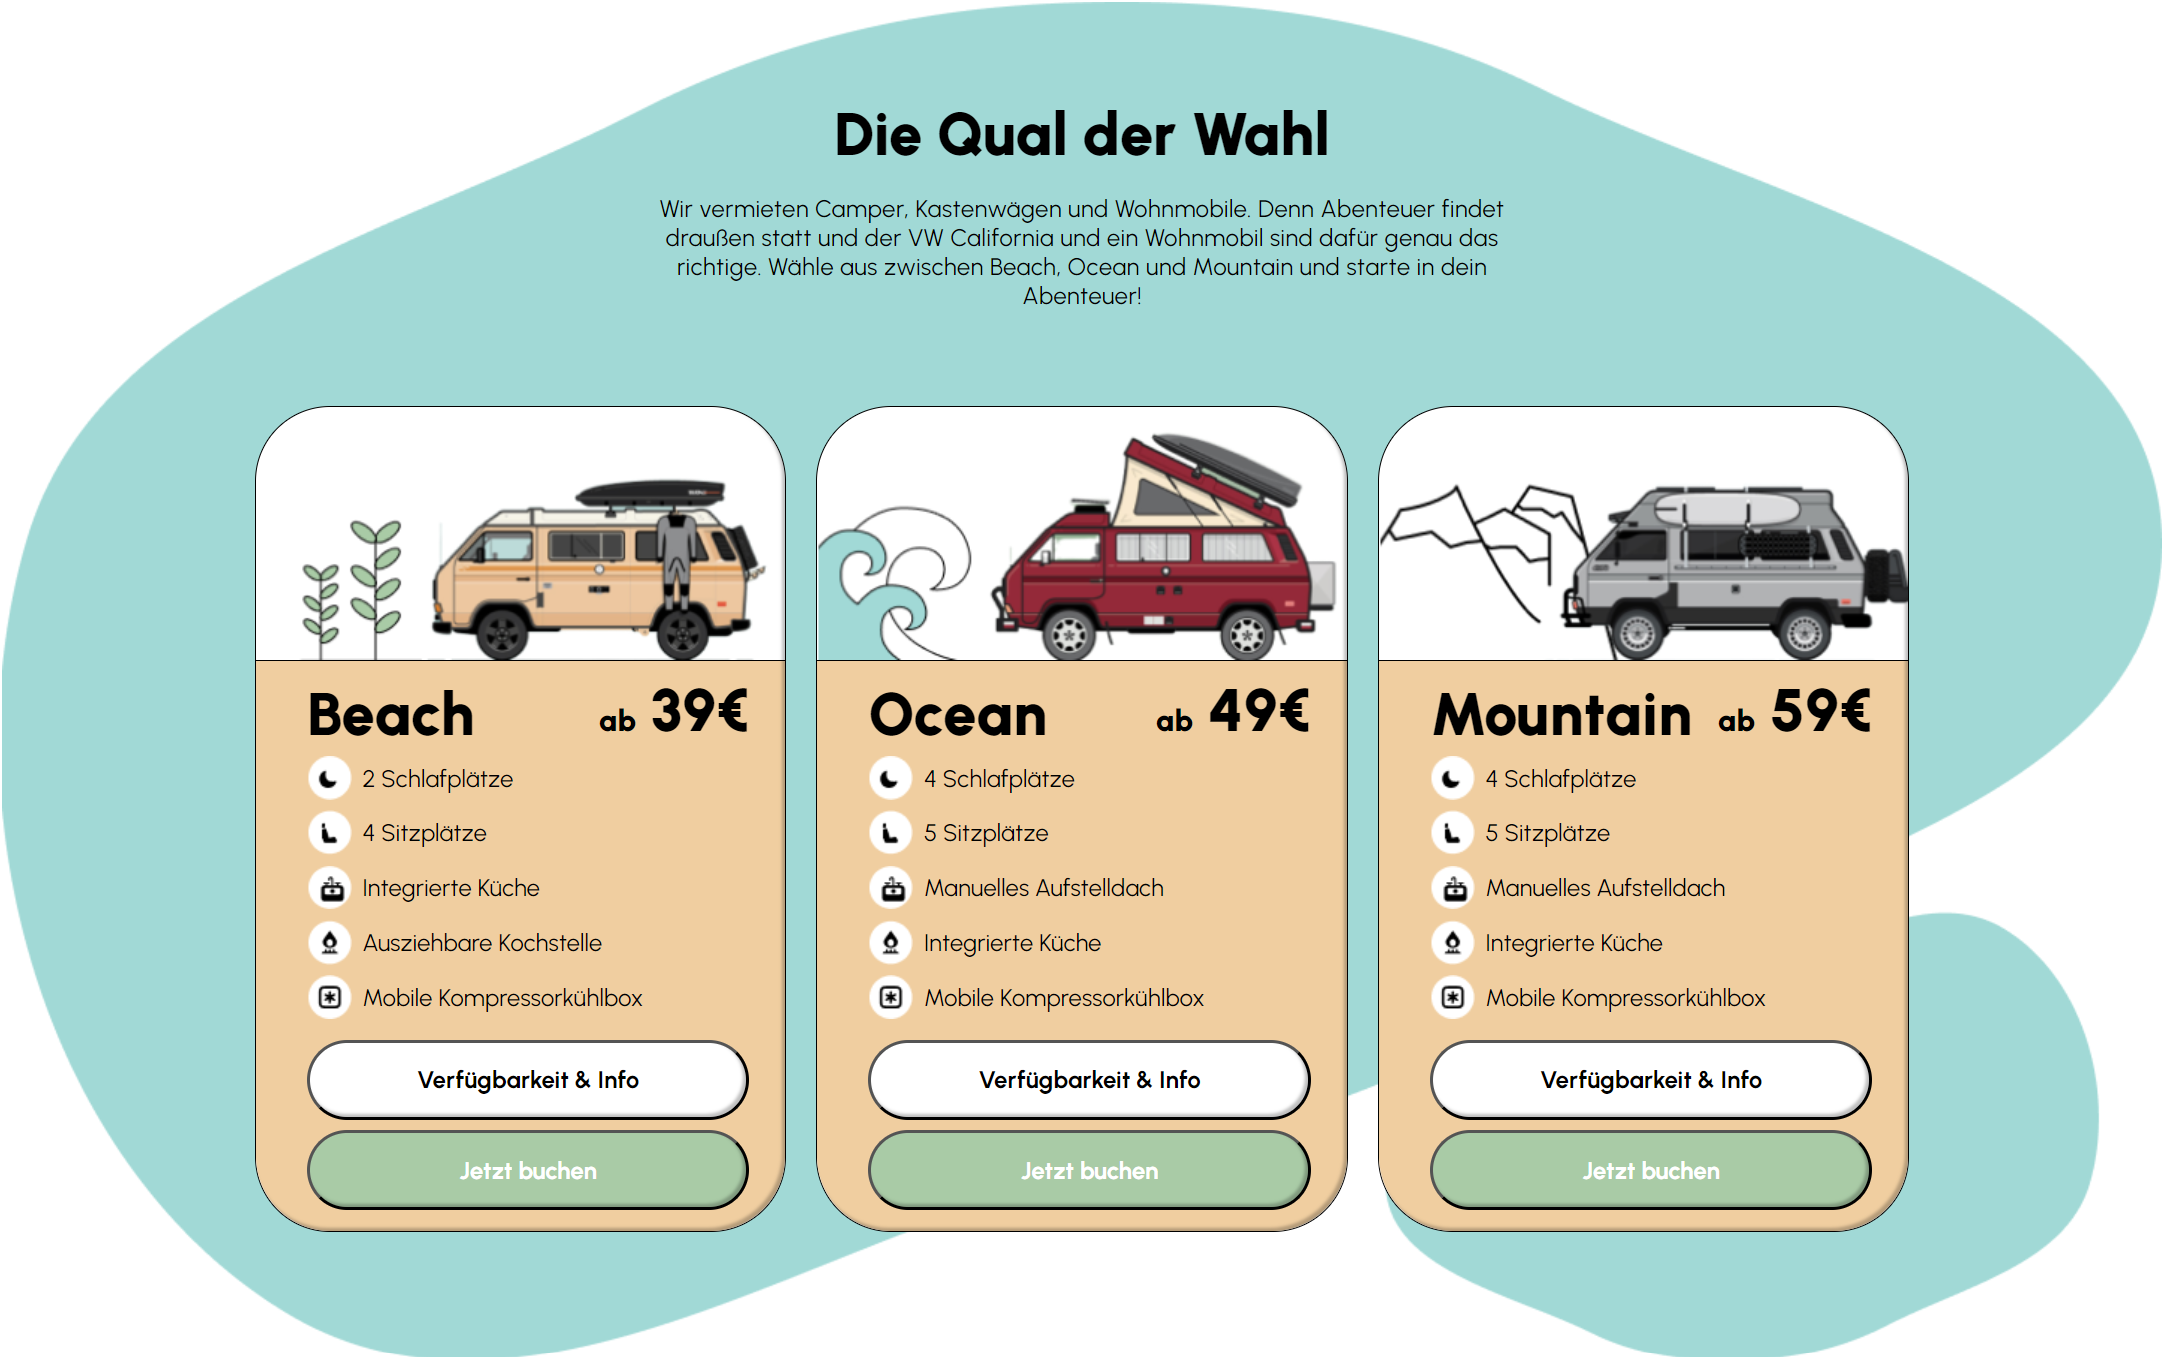 Die Qual der Wahl
Wir vermieten Camper, Kastenwägen und Wohnmobile. Denn Abenteuer findet
draußen statt und der VW California und ein Wohnmobil sind dafür genau das
richtige. Wähle aus zwischen Beach, Ocean und Mountain und starte in dein
Abenteuer!
Beach ab 39€
2 Schlafplätze
4 Sitzplätze
Integrierte Küche
Ausziehbare Kochstelle
Mobile Kompressorkühlbox
Verfügbarkeit & Info
Jetzt buchen
Ocean ab 49€
4 Schlafplätze
5 Sitzplätze
Manuelles Aufstelldach
Integrierte Küche
Mobile Kompressorkühlbox
Verfügbarkeit & Info
Jetzt buchen
Mountain ab 59€
4 Schlafplätze
5 Sitzplätze
Manuelles Aufstelldach
Integrierte Küche
Mobile Kompressorkühlbox
Verfügbarkeit & Info
Jetzt buchen